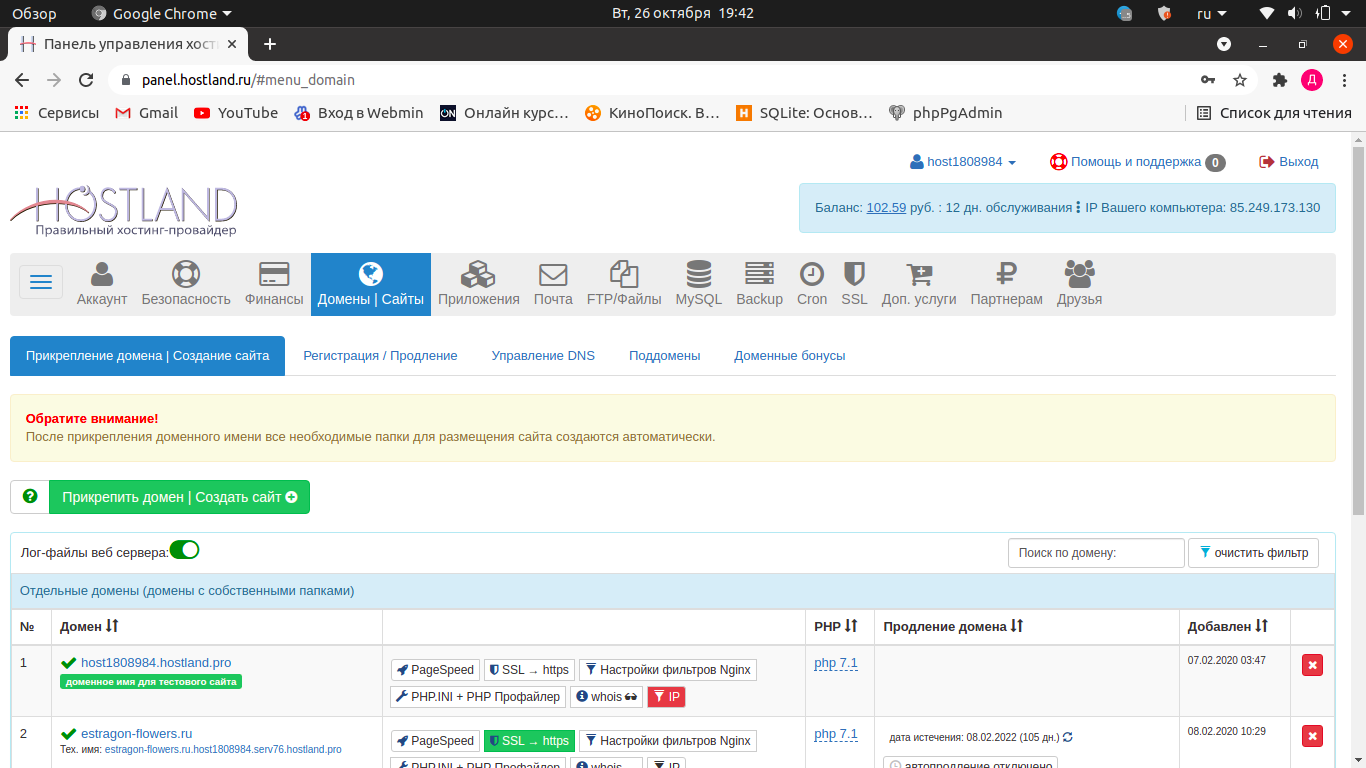 Обзор Google Chrome Вт, 26 октября 19:42 ru
Панель управления хост
panel.hostland.ru/#menu_domain Д
Сервисы Gmail YouTube Вход в Webmin Онлайн курс… КиноПоиск. В… SQLite: Основ… phpPgAdmin Список для чтения
host1808984 Помощь и поддержка 0 Выход
HOSTLAND
Правильный хостинг-провайдер
Баланс: 102.59 руб. : 12 дн. обслуживания IP Вашего компьютера: 85.249.173.130
Аккаунт Безопасность Финансы Домены | Сайты Приложения Почта FTP/Файлы MySQL Backup Cron SSL Доп. услуги Партнерам Друзья
Прикрепление домена | Создание сайта Регистрация / Продление Управление DNS Поддомены Доменные бонусы
Обратите внимание!
После прикрепления доменного имени все необходимые папки для размещения сайта создаются автоматически.
? Прикрепить домен | Создать сайт
Лог-файлы веб сервера: Поиск по домену: очистить фильтр
Отдельные домены (домены с собственными папками)
№ Домен PHP Продление домена Добавлен
1 host1808984.hostland.pro PageSpeed SSL → https Настройки фильтров Nginx php 7.1 07.02.2020 03:47
доменное имя для тестового сайта PHP.INI + PHP Профайлер whois IP
2 estragon-flowers.ru PageSpeed SSL → https Настройки фильтров Nginx php 7.1 дата истечения: 08.02.2022 (105 дн.) 08.02.2020 10:29
Тех. имя: estragon-flowers.ru.host1808984.serv76.hostland.pro
PHP.INI + PHP Профайлер whois IP автопродление отключено